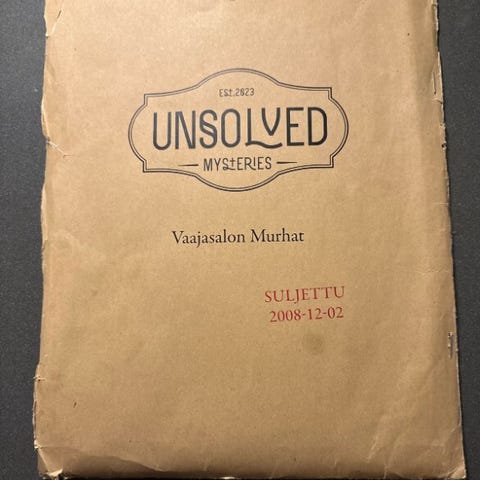 Est.2023
UNSOLVED
MYStERIES
Vaajasalon Murhat
SULJETTU
2008-12-02